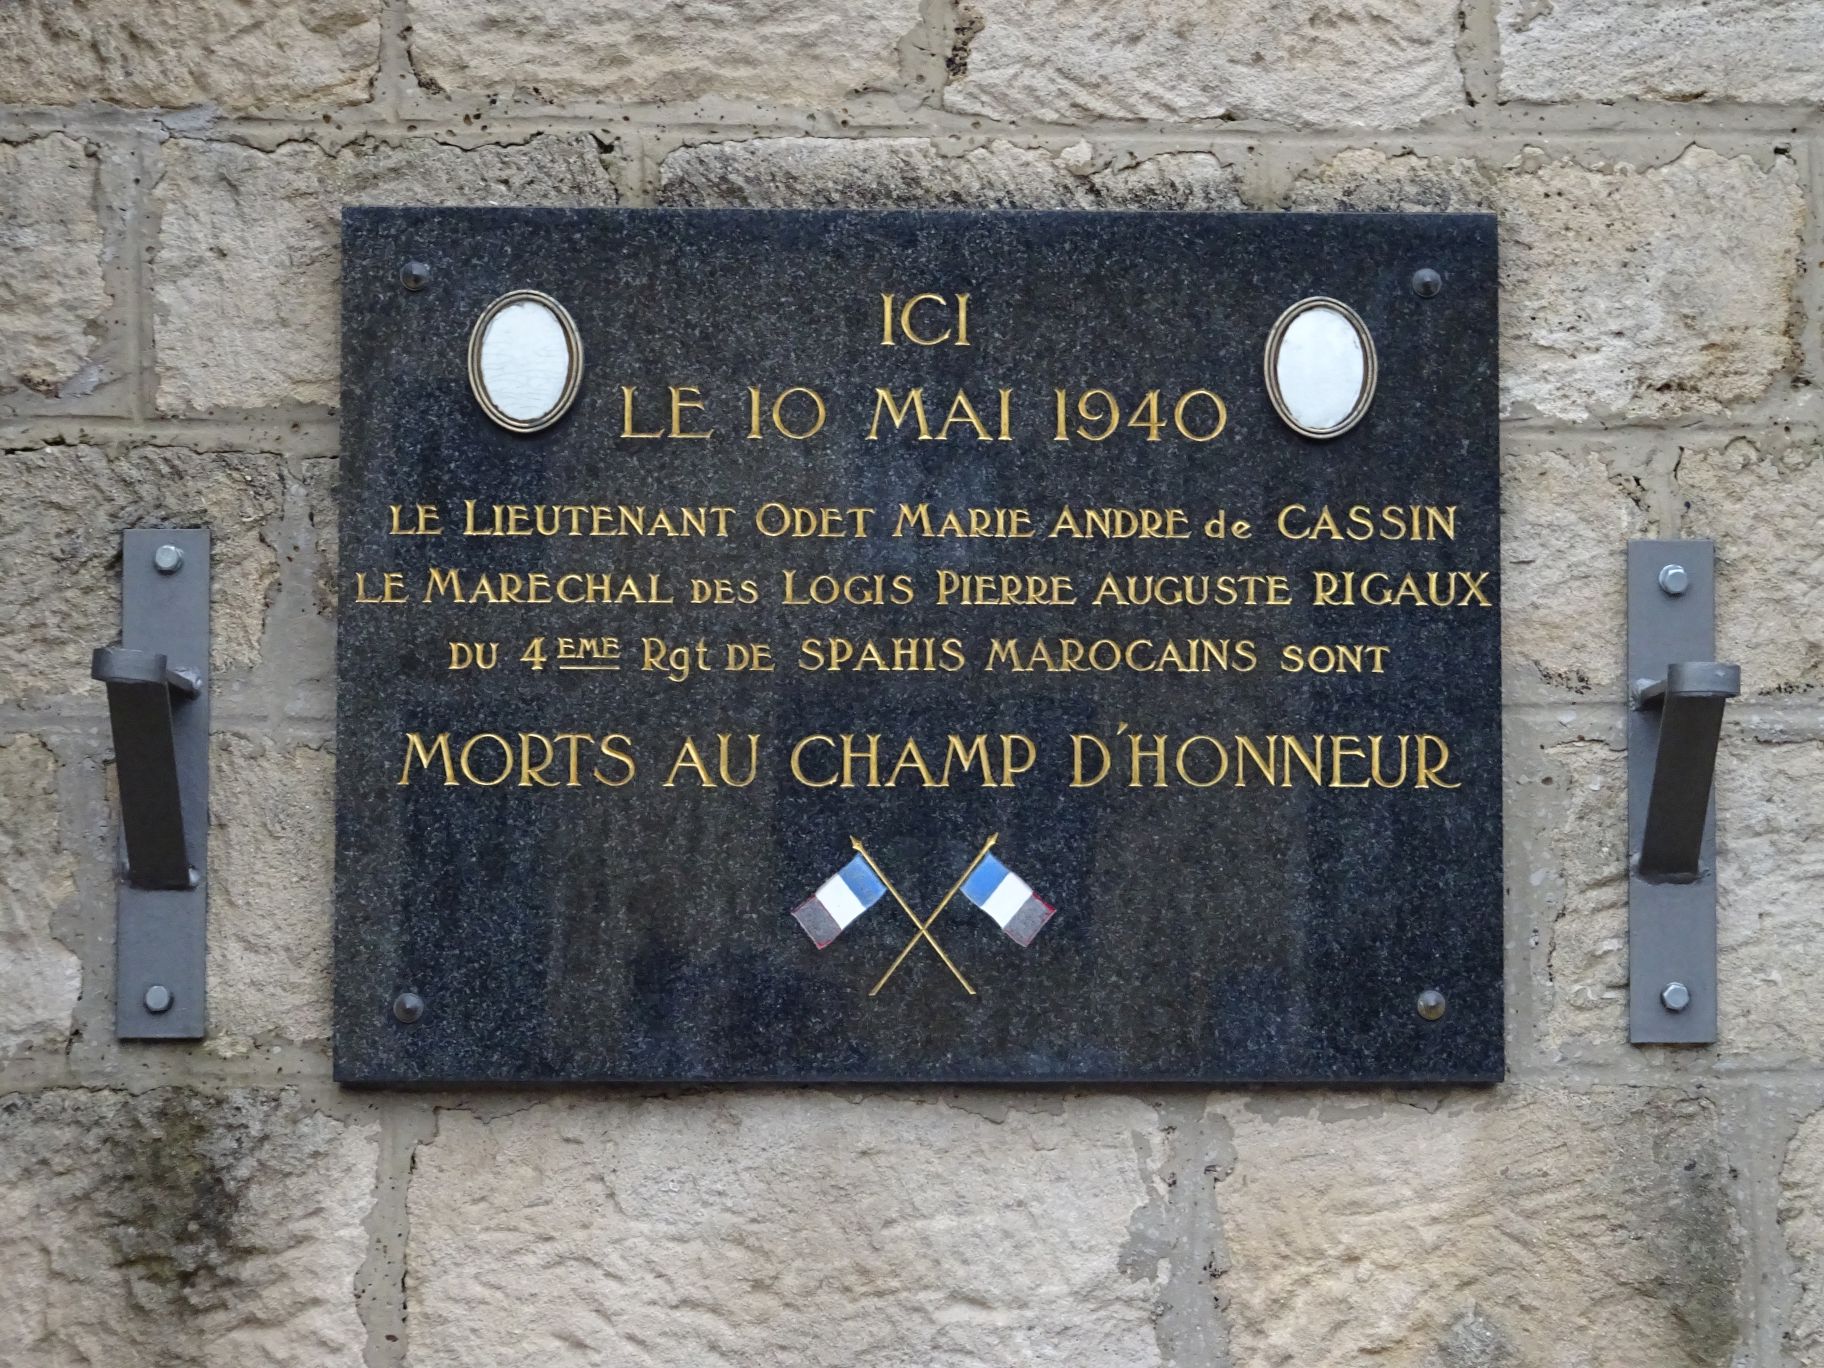 ICI
LE 10 MAI 1940
LE LIEUTENANT ODET MARIE ANDRE de CASSIN
LE MARECHAL DES LOGIS PIERRE AUGUSTE RIGAUX
DU 4EME Rgt DE SPAHIS MAROCAINS SONT
MORTS AU CHAMP D'HONNEUR